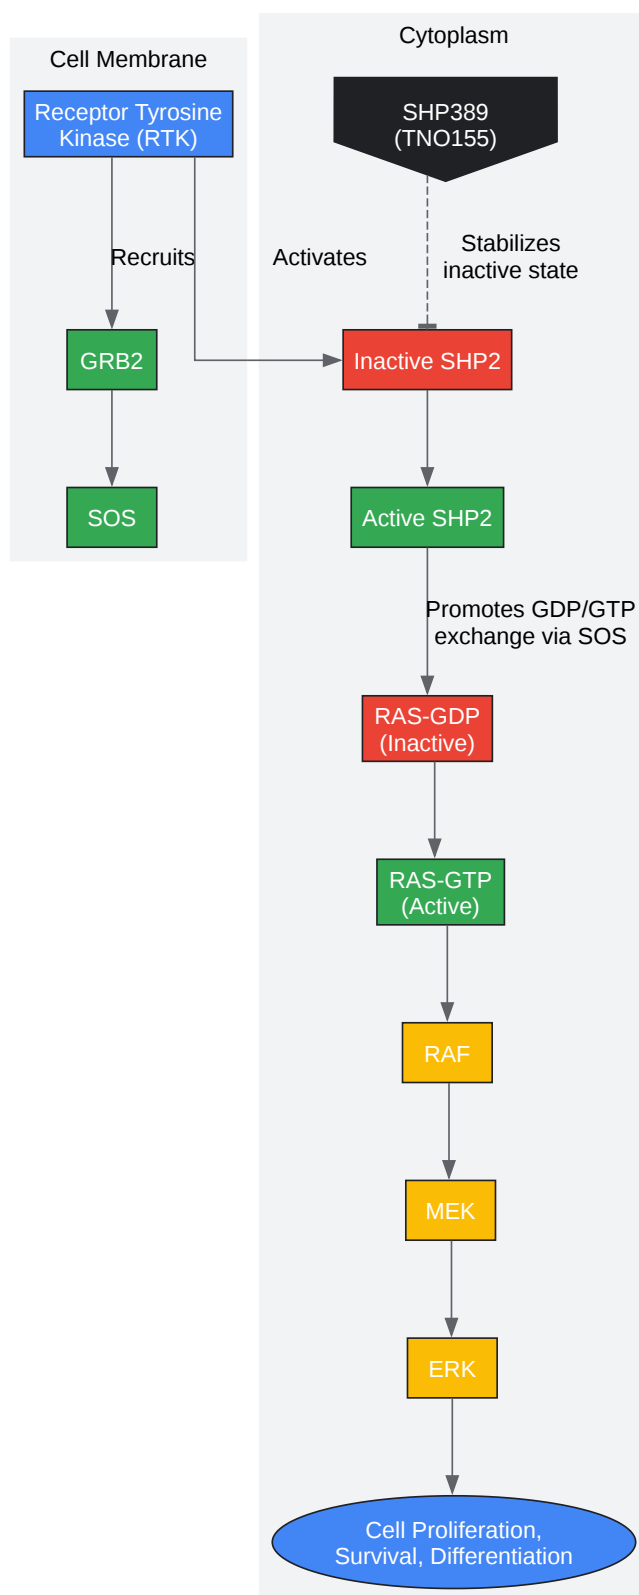 Cytoplasm
Cell Membrane
Receptor Tyrosine
Kinase (RTK)
SHP389
(TNO155)
Recruits
Activates
Stabilizes
inactive state
GRB2
Inactive SHP2
SOS
Active SHP2
Promotes GDP/GTP
exchange via SOS
RAS-GDP
(Inactive)
RAS-GTP
(Active)
RAF
MEK
ERK
Cell Proliferation,
Survival, Differentiation